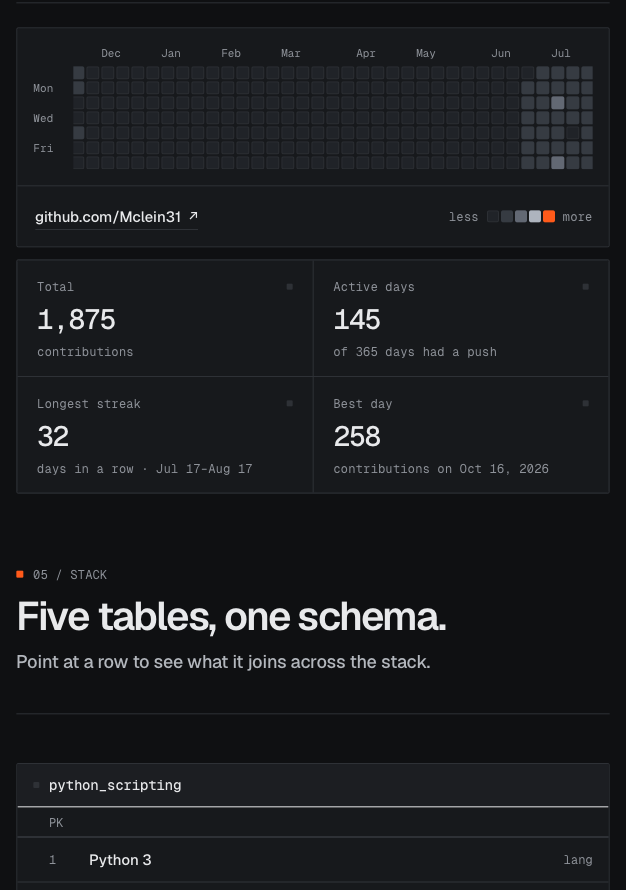 Dec Jan Feb Mar Apr May Jun Jul
Mon
Wed
Fri
github.com/Mclein31 ↗
less more
Total
1,875
contributions
Active days
145
of 365 days had a push
Longest streak
32
days in a row · Jul 17–Aug 17
Best day
258
contributions on Oct 16, 2026
05 / STACK
Five tables, one schema.
Point at a row to see what it joins across the stack.
python_scripting
PK
1 Python 3 lang